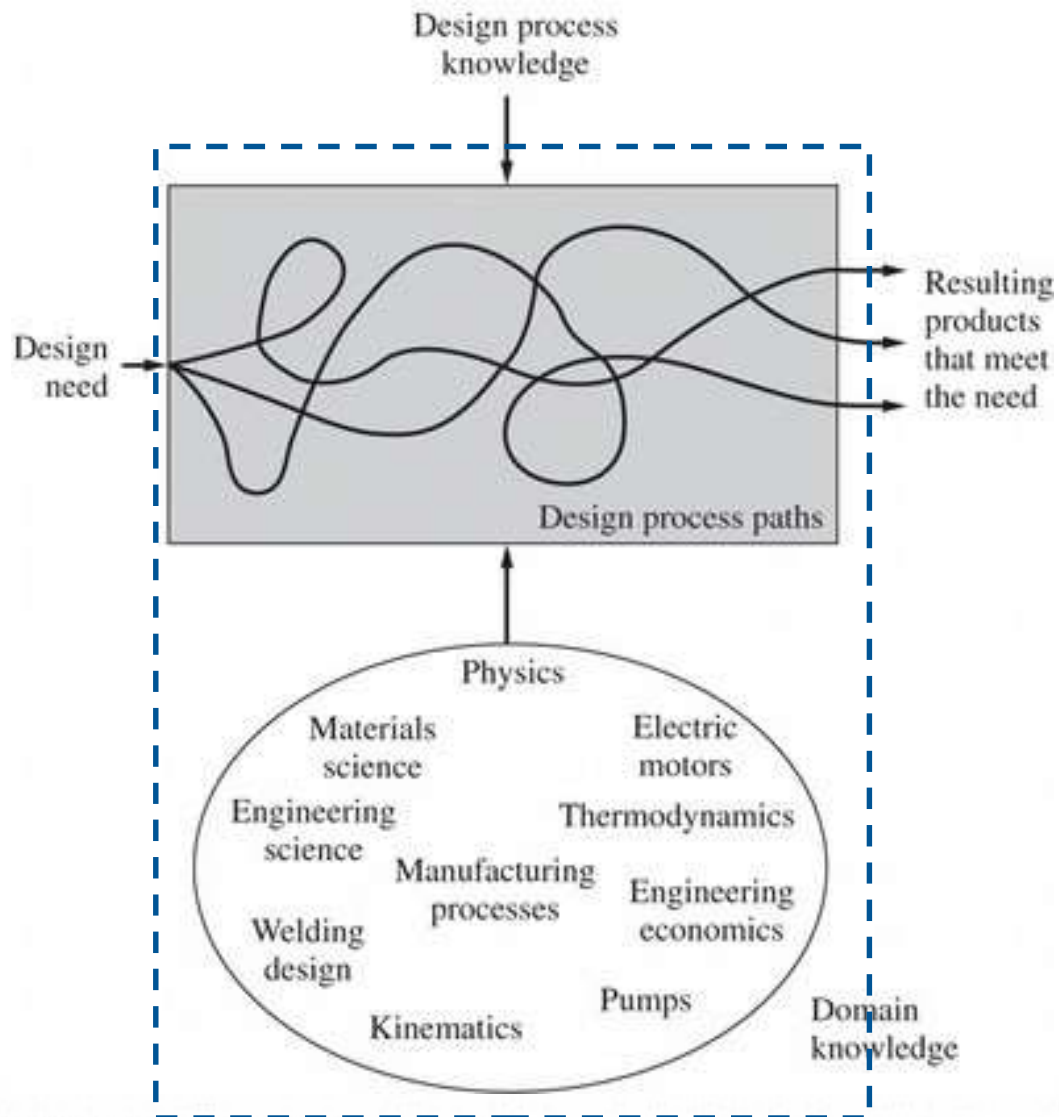 Design process
knowledge
Design
need
Resulting
products
that meet
the need
Design process paths
Physics
Materials
science
Electric
motors
Engineering
science
Thermodynamics
Manufacturing
processes
Engineering
economics
Welding
design
Pumps
Kinematics
Domain
knowledge